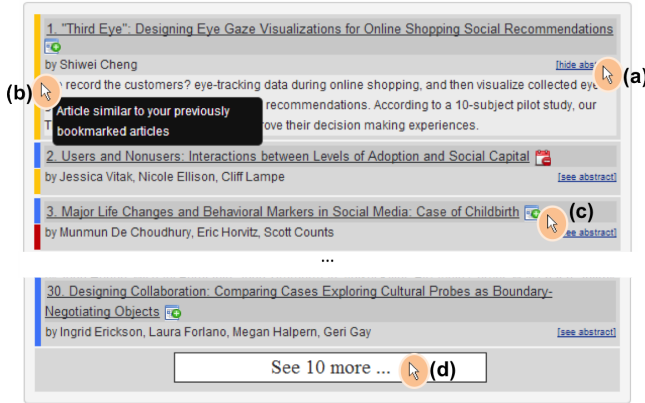 1. "Third Eye": Designing Eye Gaze Visualizations for Online Shopping Social Recommendations
by Shiwei Cheng [hide abst
(a)
(b)
record the customers? eye-tracking data during online shopping, and then visualize collected eye
Article similar to your previously
bookmarked articles
recommendations. According to a 10-subject pilot study, our
T ove their decision making experiences.
2. Users and Nonusers: Interactions between Levels of Adoption and Social Capital
by Jessica Vitak, Nicole Ellison, Cliff Lampe [see abstract]
3. Major Life Changes and Behavioral Markers in Social Media: Case of Childbirth (c)
by Munmun De Choudhury, Eric Horvitz, Scott Counts ee abstract]
...
30. Designing Collaboration: Comparing Cases Exploring Cultural Probes as Boundary-
Negotiating Objects
by Ingrid Erickson, Laura Forlano, Megan Halpern, Geri Gay [see abstract]
See 10 more ... (d)